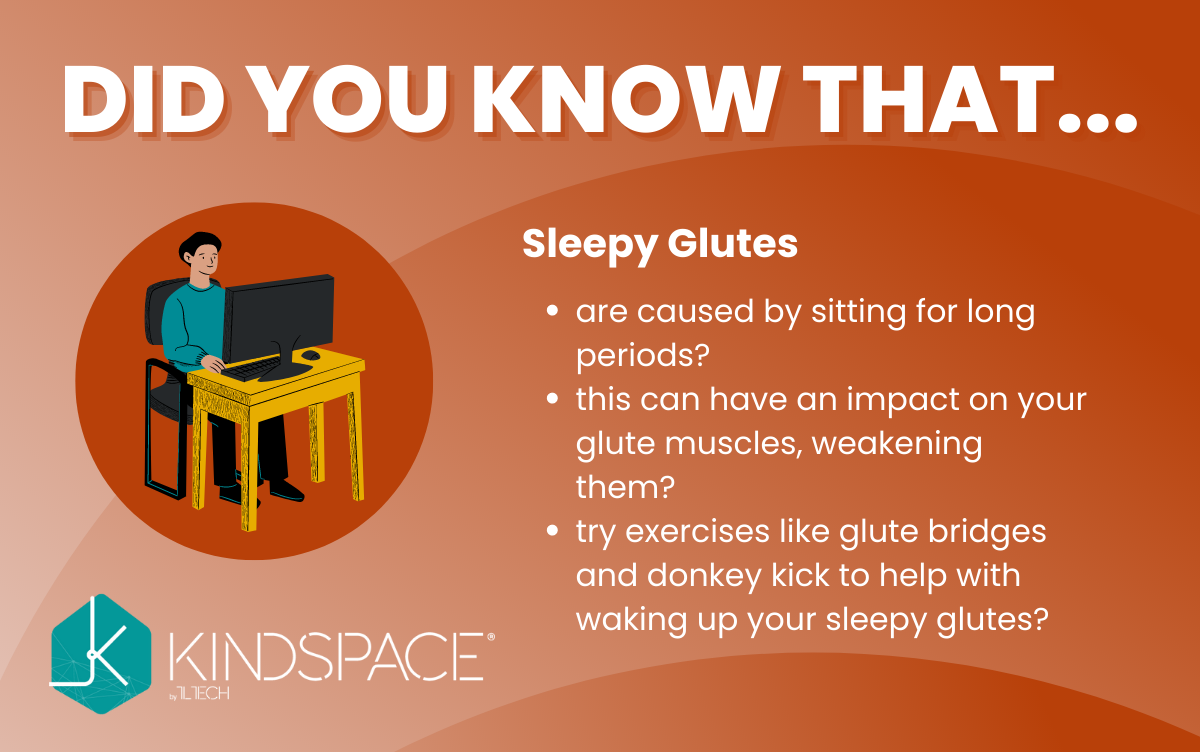 DID YOU KNOW THAT...
Sleepy Glutes
• are caused by sitting for long
periods?
• this can have an impact on your
glute muscles, weakening
them?
• try exercises like glute bridges
and donkey kick to help with
waking up your sleepy glutes?
KINDSPACE®
by 1LTECH